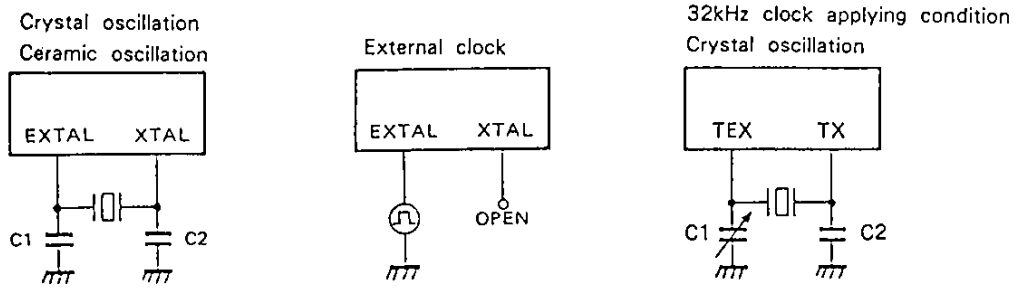 Crystal oscillation
Ceramic oscillation
EXTAL XTAL
C1 C2
External clock
EXTAL XTAL
OPEN
32kHz clock applying condition
Crystal oscillation
TEX TX
C1 C2